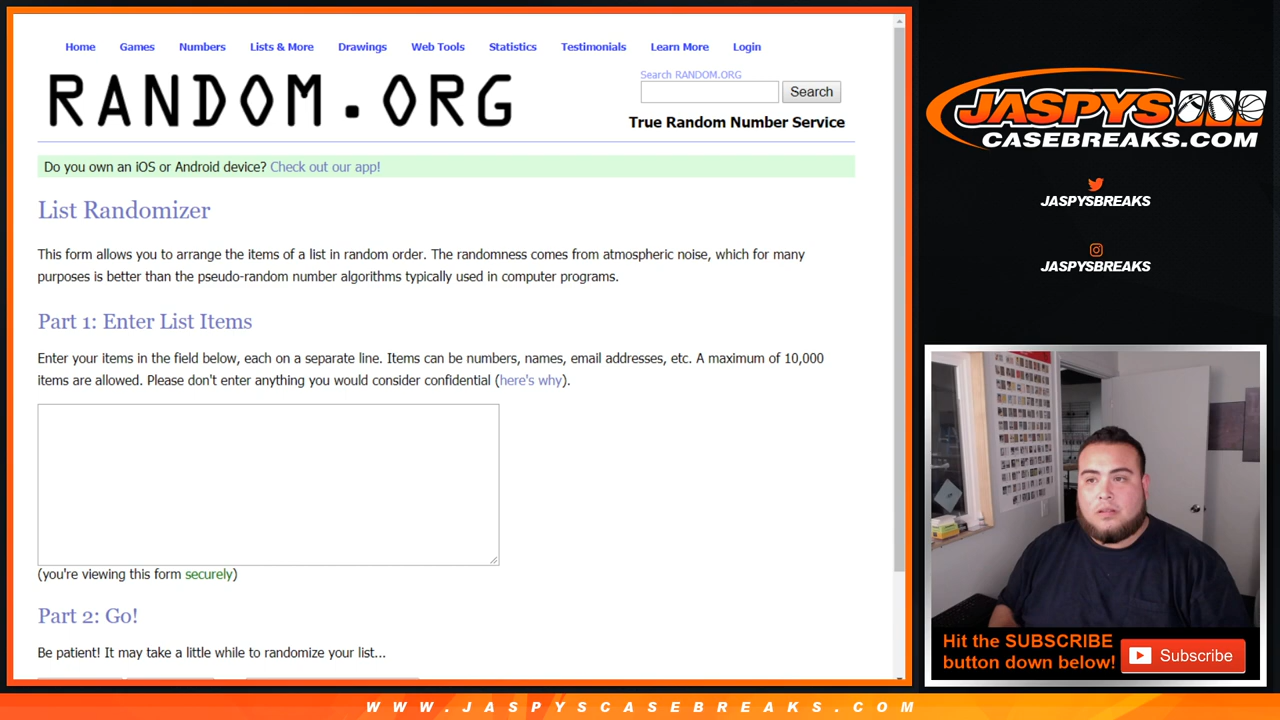 Home Games Numbers Lists & More Drawings Web Tools Statistics Testimonials Learn More Login
RANDOM.ORG
Search RANDOM.ORG
Search
True Random Number Service
Do you own an iOS or Android device? Check out our app!
List Randomizer
This form allows you to arrange the items of a list in random order. The randomness comes from atmospheric noise, which for many
purposes is better than the pseudo-random number algorithms typically used in computer programs.
Part 1: Enter List Items
Enter your items in the field below, each on a separate line. Items can be numbers, names, email addresses, etc. A maximum of 10,000
items are allowed. Please don't enter anything you would consider confidential (here's why).
(you're viewing this form securely)
Part 2: Go!
Be patient! It may take a little while to randomize your list...
JASPYS
CASEBREAKS.COM
JASPYSBREAKS
JASPYSBREAKS
Hit the SUBSCRIBE
button down below!
Subscribe
WWW.JASPYSCASEBREAKS.COM